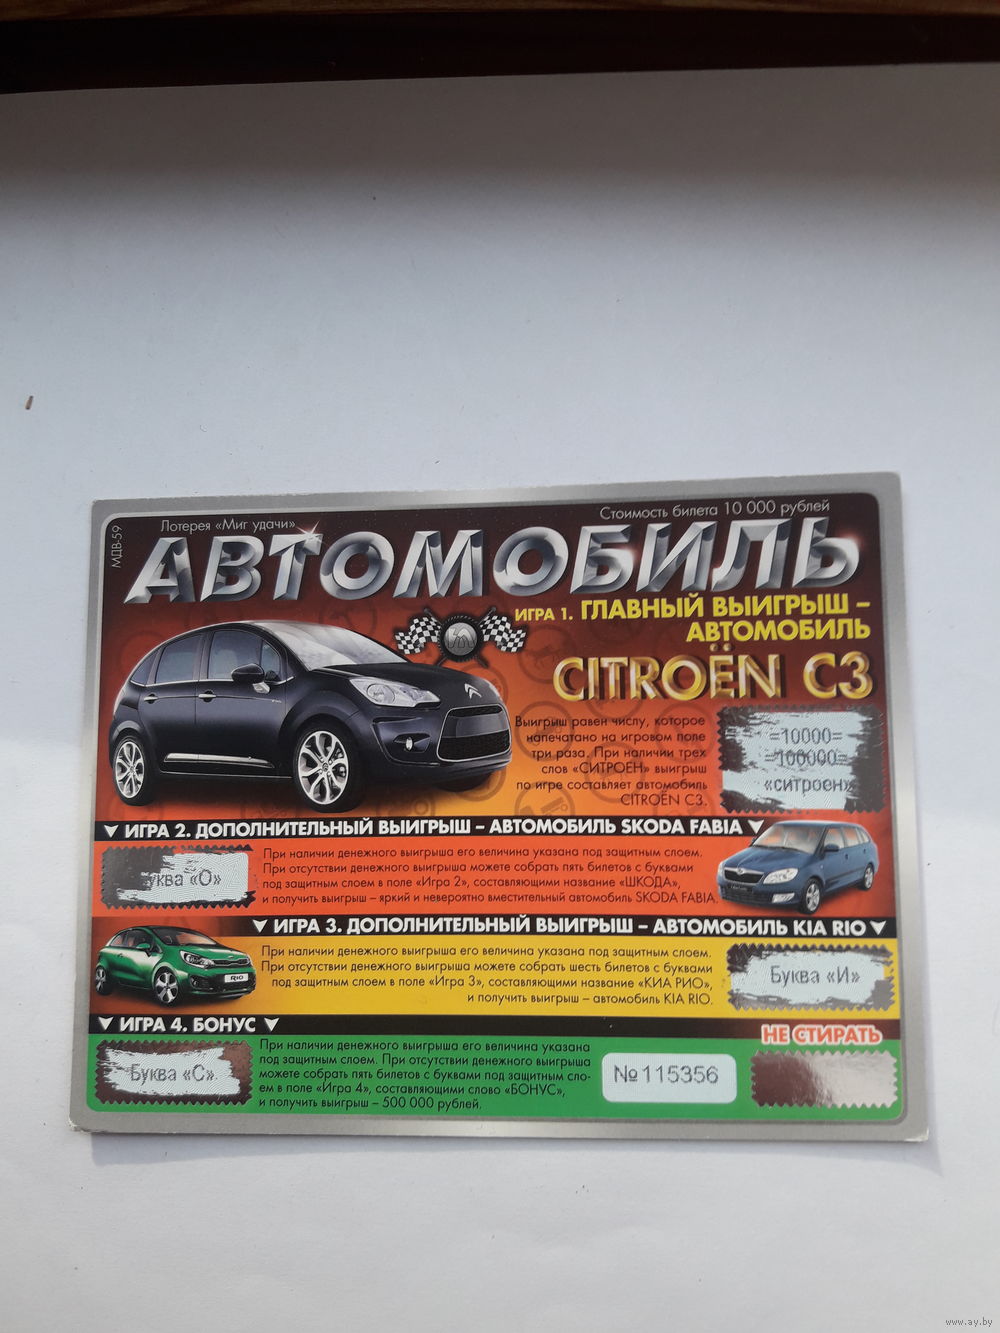 МДВ-59
Лотерея «Миг удачи»
Стоимость билета 10 000 рублей
АВТОМОБИЛЬ
ИГРА 1. ГЛАВНЫЙ ВЫИГРЫШ –
АВТОМОБИЛЬ
CITROËN C3
Выигрыш равен числу, которое
напечатано на игровом поле
три раза. При наличии трех
слов «СИТРОЕН» выигрыш
по игре составляет автомобиль
CITROËN C3.
=10000=
=100000=
«ситроен»
ИГРА 2. ДОПОЛНИТЕЛЬНЫЙ ВЫИГРЫШ – АВТОМОБИЛЬ SKODA FABIA
уква «О»
При наличии денежного выигрыша его величина указана под защитным слоем.
При отсутствии денежного выигрыша можете собрать пять билетов с буквами
под защитным слоем в поле «Игра 2», составляющими название «ШКОДА»,
и получить выигрыш – яркий и невероятно вместительный автомобиль SKODA FABIA.
ИГРА 3. ДОПОЛНИТЕЛЬНЫЙ ВЫИГРЫШ – АВТОМОБИЛЬ KIA RIO
RIO
При наличии денежного выигрыша его величина указана под защитным слоем.
При отсутствии денежного выигрыша можете собрать шесть билетов с буквами
под защитным слоем в поле «Игра 3», составляющими название «КИА РИО»,
и получить выигрыш – автомобиль KIA RIO.
Буква «И»
ИГРА 4. БОНУС
НЕ СТИРАТЬ
Буква «С»
При наличии денежного выигрыша его величина указана
под защитным слоем. При отсутствии денежного выигрыша
можете собрать пять билетов с буквами под защитным сло-
ем в поле «Игра 4», составляющими слово «БОНУС»,
и получить выигрыш – 500 000 рублей.
№115356
www.ay.by